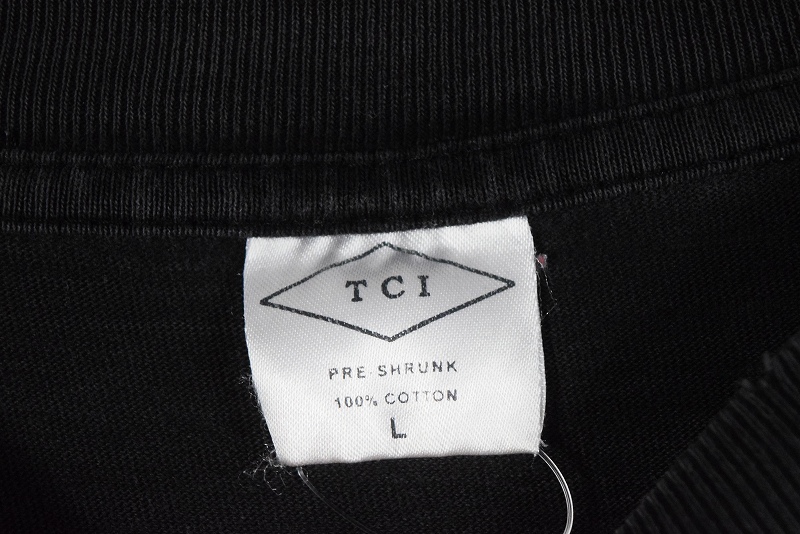 TCI
PRE SHRUNK
100% COTTON
L